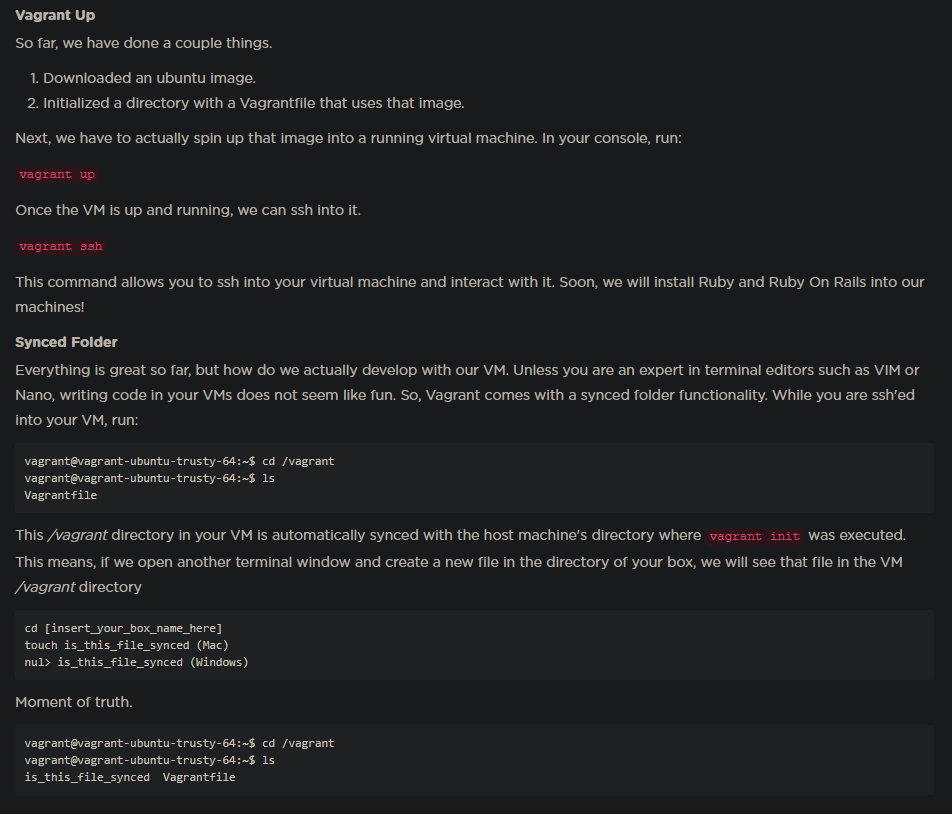 Vagrant Up
So far, we have done a couple things.
1. Downloaded an ubuntu image.
2. Initialized a directory with a Vagrantfile that uses that image.
Next, we have to actually spin up that image into a running virtual machine. In your console, run:
vagrant up
Once the VM is up and running, we can ssh into it.
vagrant ssh
This command allows you to ssh into your virtual machine and interact with it. Soon, we will install Ruby and Ruby On Rails into our
machines!
Synced Folder
Everything is great so far, but how do we actually develop with our VM. Unless you are an expert in terminal editors such as VIM or
Nano, writing code in your VMs does not seem like fun. So, Vagrant comes with a synced folder functionality. While you are ssh'ed
into your VM, run:
vagrant@vagrant-ubuntu-trusty-64:~$ cd /vagrant
vagrant@vagrant-ubuntu-trusty-64:~$ ls
Vagrantfile
This /vagrant directory in your VM is automatically synced with the host machine's directory where vagrant init was executed.
This means, if we open another terminal window and create a new file in the directory of your box, we will see that file in the VM
/vagrant directory
cd [insert_your_box_name_here]
touch is_this_file_synced (Mac)
nul> is_this_file_synced (Windows)
Moment of truth.
vagrant@vagrant-ubuntu-trusty-64:~$ cd /vagrant
vagrant@vagrant-ubuntu-trusty-64:~$ ls
is_this_file_synced  Vagrantfile